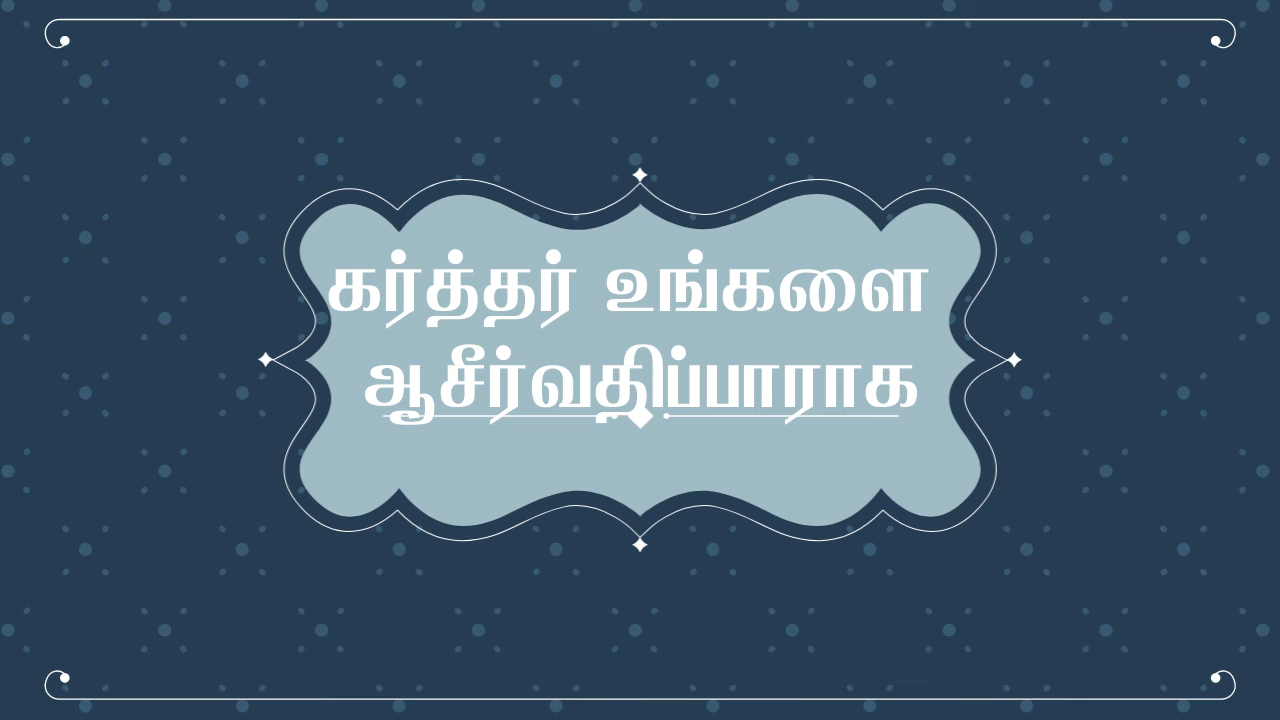 கர்த்தர் உங்களை
ஆசீர்வதிப்பாராக